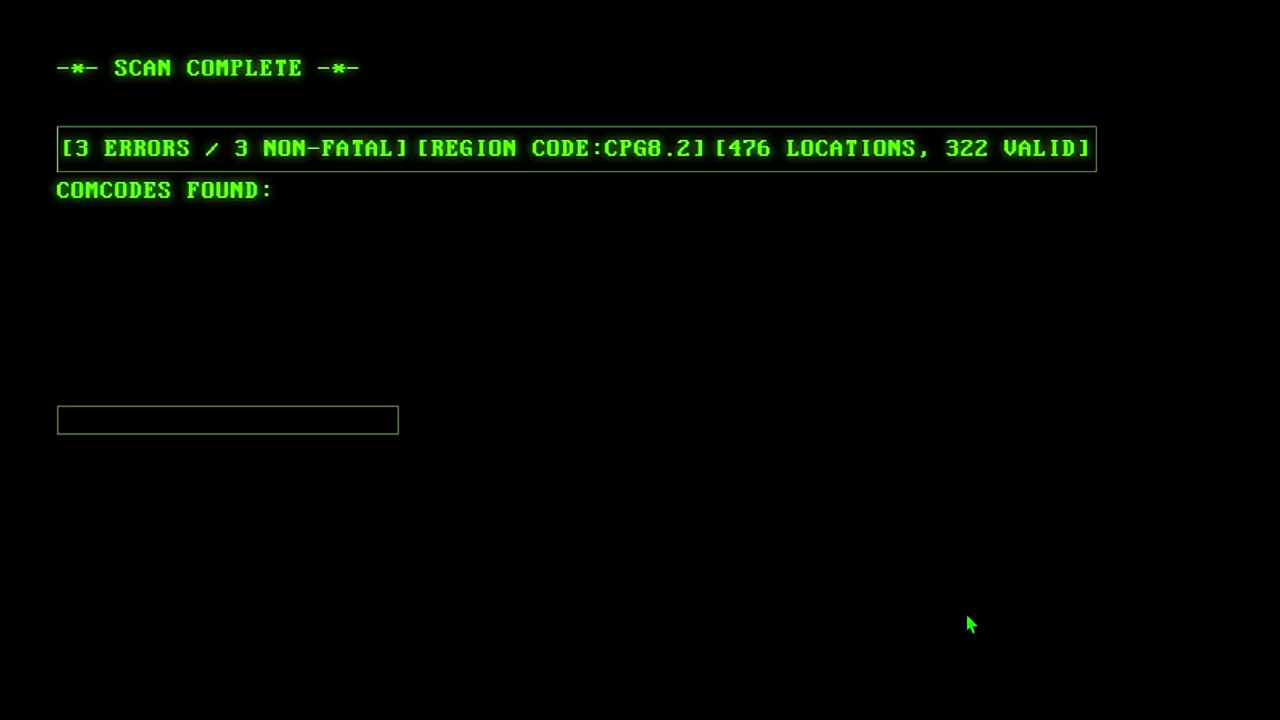 -*- SCAN COMPLETE -*-
[3 ERRORS / 3 NON-FATAL] [REGION CODE:CPG8.2] [476 LOCATIONS, 322 VALID]
COMCODES FOUND: